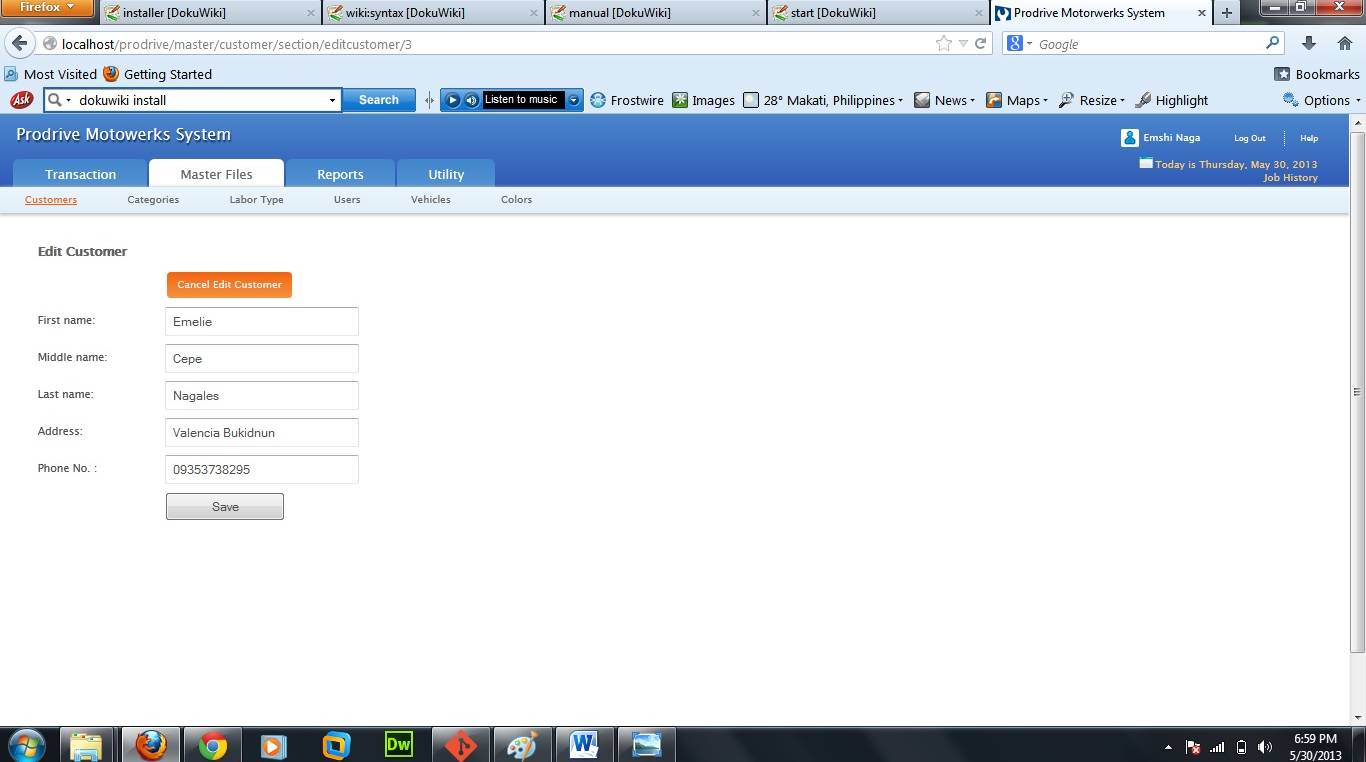 Firefox
installer [DokuWiki]
wiki:syntax [DokuWiki]
manual [DokuWiki]
start [DokuWiki]
Prodrive Motorwerks System
localhost/prodrive/master/customer/section/editcustomer/3
Google
Most Visited Getting Started
Bookmarks
Ask dokuwiki install Search Listen to music Frostwire Images 28° Makati, Philippines News Maps Resize Highlight Options
Prodrive Motowerks System
Emshi Naga Log Out Help
Today is Thursday, May 30, 2013
Job History
Transaction Master Files Reports Utility
Customers Categories Labor Type Users Vehicles Colors
Edit Customer
Cancel Edit Customer
First name: Emelie
Middle name: Cepe
Last name: Nagales
Address: Valencia Bukidnun
Phone No. : 09353738295
Save
Dw
6:59 PM
5/30/2013